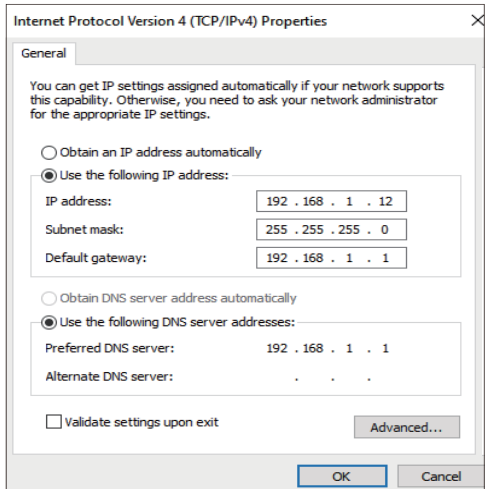 Internet Protocol Version 4 (TCP/IPv4) Properties
General
You can get IP settings assigned automatically if your network supports
this capability. Otherwise, you need to ask your network administrator
for the appropriate IP settings.
Obtain an IP address automatically
Use the following IP address:
IP address: 192 . 168 . 1 . 12
Subnet mask: 255 . 255 . 255 . 0
Default gateway: 192 . 168 . 1 . 1
Obtain DNS server address automatically
Use the following DNS server addresses:
Preferred DNS server: 192 . 168 . 1 . 1
Alternate DNS server: . . .
Validate settings upon exit
Advanced...
OK Cancel